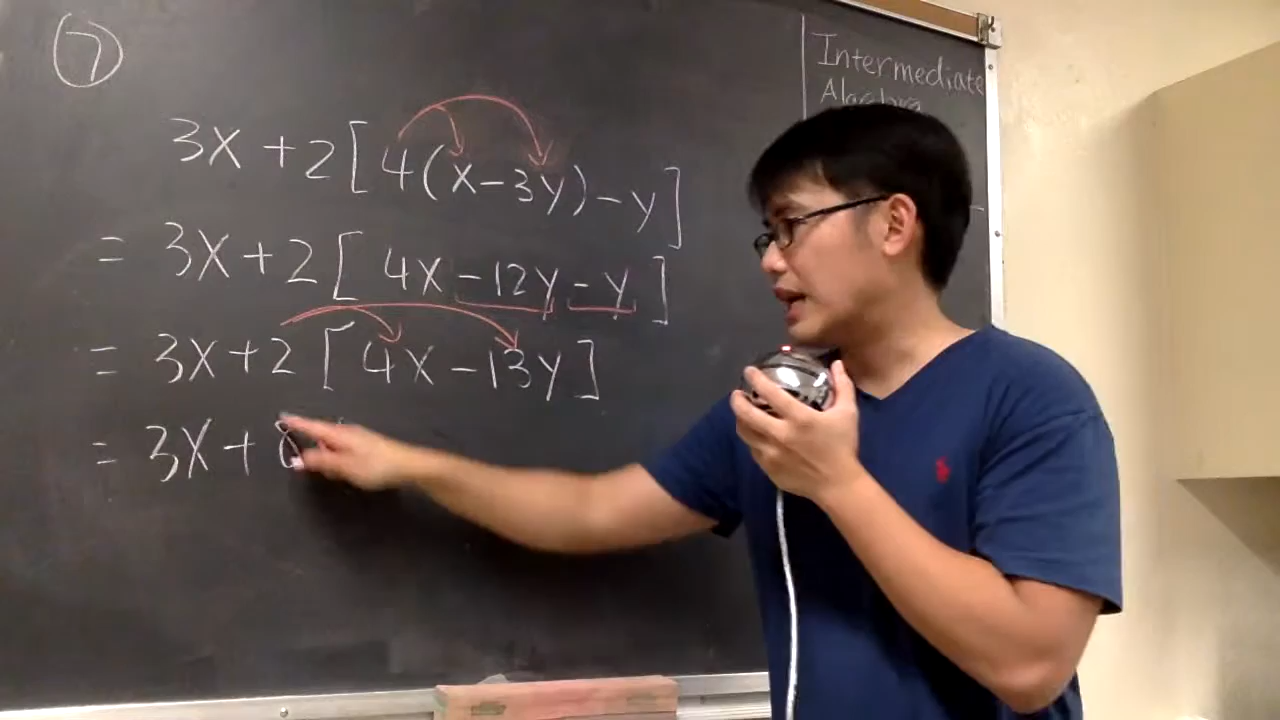 7
3x + 2[4(x - 3y) - y]
= 3x + 2[4x - 12y - y]
= 3x + 2[4x - 13y]
= 3x + 8
Intermediate
Algebra